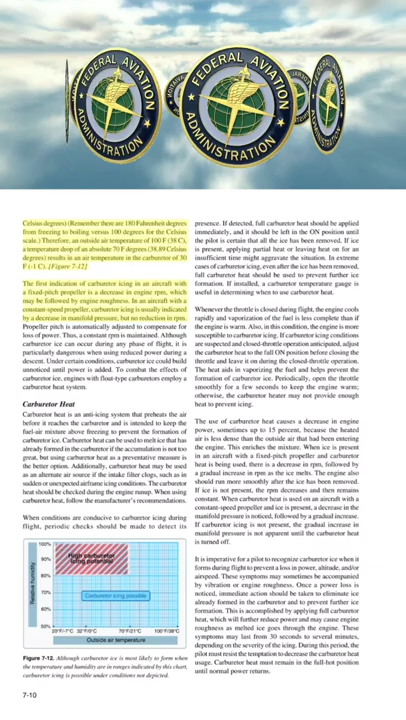 FEDERAL AVIATION
ADMINISTRATION
FEDERAL AVIATION
ADMINISTRATION
Celsius degrees) (Remember there are 180 Fahrenheit degrees
from freezing to boiling versus 100 degrees for the Celsius
scale.) Therefore, an outside air temperature of 100 F (38 C),
a temperature drop of an absolute 70 F degrees (38.89 Celsius
degrees) results in an air temperature in the carburetor of 30
F (-1 C). [Figure 7-12]
The first indication of carburetor icing in an aircraft with
a fixed-pitch propeller is a decrease in engine rpm, which
may be followed by engine roughness. In an aircraft with a
constant-speed propeller, carburetor icing is usually indicated
by a decrease in manifold pressure, but no reduction in rpm.
Propeller pitch is automatically adjusted to compensate for
loss of power. Thus, a constant rpm is maintained. Although
carburetor ice can occur during any phase of flight, it is
particularly dangerous when using reduced power during a
descent. Under certain conditions, carburetor ice could build
unnoticed until power is added. To combat the effects of
carburetor ice, engines with float-type carburetors employ a
carburetor heat system.
Carburetor Heat
Carburetor heat is an anti-icing system that preheats the air
before it reaches the carburetor and is intended to keep the
fuel-air mixture above freezing to prevent the formation of
carburetor ice. Carburetor heat can be used to melt ice that has
already formed in the carburetor if the accumulation is not too
great, but using carburetor heat as a preventative measure is
the better option. Additionally, carburetor heat may be used
as an alternate air source if the intake filter clogs, such as in
sudden or unexpected airframe icing conditions. The carburetor
heat should be checked during the engine runup. When using
carburetor heat, follow the manufacturer's recommendations.
When conditions are conducive to carburetor icing during
flight, periodic checks should be made to detect its
Relative humidity
100%
90%
80%
70%
60%
50%
High carburetor
icing potential
Carburetor icing possible
20°F/-7°C 32°F/0°C 70°F/21°C 100°F/38°C
Outside air temperature
Figure 7-12. Although carburetor ice is most likely to form when
the temperature and humidity are in ranges indicated by this chart,
carburetor icing is possible under conditions not depicted.
7-10
presence. If detected, full carburetor heat should be applied
immediately, and it should be left in the ON position until
the pilot is certain that all the ice has been removed. If ice
is present, applying partial heat or leaving heat on for an
insufficient time might aggravate the situation. In extreme
cases of carburetor icing, even after the ice has been removed,
full carburetor heat should be used to prevent further ice
formation. If installed, a carburetor temperature gauge is
useful in determining when to use carburetor heat.
Whenever the throttle is closed during flight, the engine cools
rapidly and vaporization of the fuel is less complete than if
the engine is warm. Also, in this condition, the engine is more
susceptible to carburetor icing. If carburetor icing conditions
are suspected and closed-throttle operation anticipated, adjust
the carburetor heat to the full ON position before closing the
throttle and leave it on during the closed-throttle operation.
The heat aids in vaporizing the fuel and helps prevent the
formation of carburetor ice. Periodically, open the throttle
smoothly for a few seconds to keep the engine warm;
otherwise, the carburetor heater may not provide enough
heat to prevent icing.
The use of carburetor heat causes a decrease in engine
power, sometimes up to 15 percent, because the heated
air is less dense than the outside air that had been entering
the engine. This enriches the mixture. When ice is present
in an aircraft with a fixed-pitch propeller and carburetor
heat is being used, there is a decrease in rpm, followed by
a gradual increase in rpm as the ice melts. The engine also
should run more smoothly after the ice has been removed.
If ice is not present, the rpm decreases and then remains
constant. When carburetor heat is used on an aircraft with a
constant-speed propeller and ice is present, a decrease in the
manifold pressure is noticed, followed by a gradual increase.
If carburetor icing is not present, the gradual increase in
manifold pressure is not apparent until the carburetor heat
is turned off.
It is imperative for a pilot to recognize carburetor ice when it
forms during flight to prevent a loss in power, altitude, and/or
airspeed. These symptoms may sometimes be accompanied
by vibration or engine roughness. Once a power loss is
noticed, immediate action should be taken to eliminate ice
already formed in the carburetor and to prevent further ice
formation. This is accomplished by applying full carburetor
heat, which will further reduce power and may cause engine
roughness as melted ice goes through the engine. These
symptoms may last from 30 seconds to several minutes,
depending on the severity of the icing. During this period, the
pilot must resist the temptation to decrease the carburetor heat
usage. Carburetor heat must remain in the full-hot position
until normal power returns.